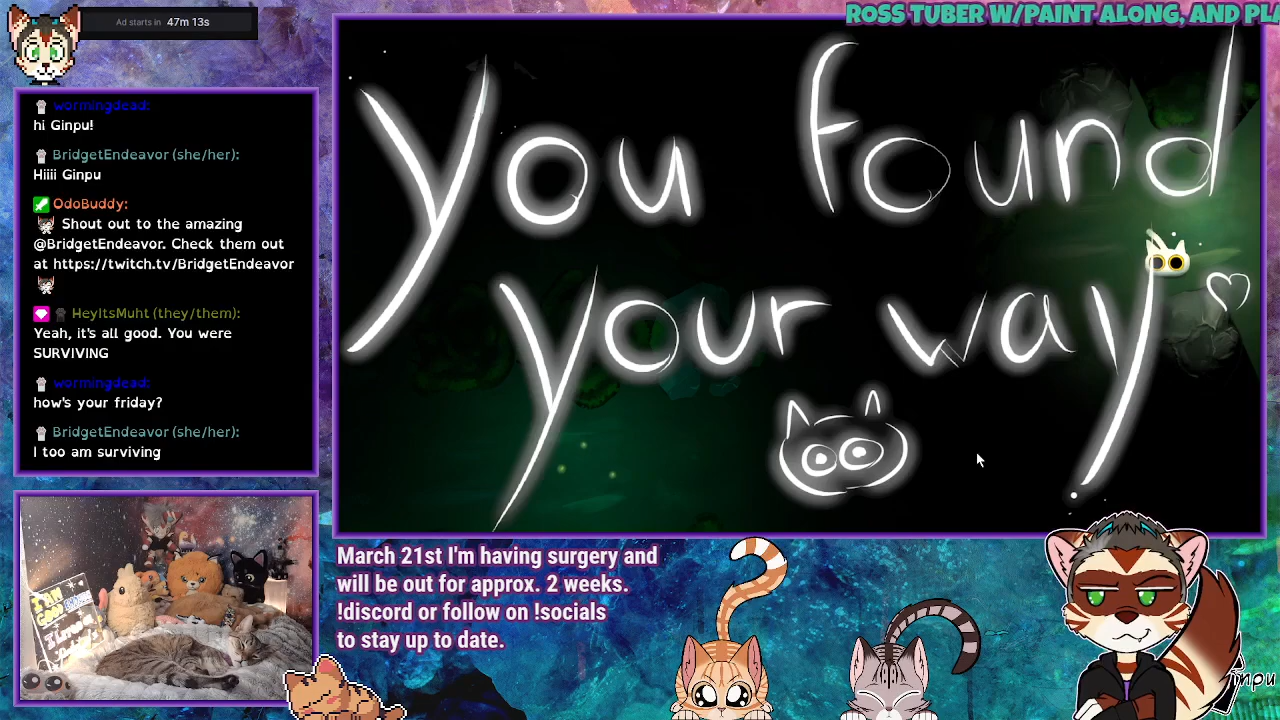 Ad starts in 47m 13s
ROSS TUBER W/PAINT ALONG, AND PLA
wormingdead:
hi Ginpu!
BridgetEndeavor (she/her):
Hiiii Ginpu
OdoBuddy:
Shout out to the amazing
@BridgetEndeavor. Check them out
at https://twitch.tv/BridgetEndeavor
HeyItsMuht (they/them):
Yeah, it's all good. You were
SURVIVING
wormingdead:
how's your friday?
BridgetEndeavor (she/her):
I too am surviving
You found
your way
March 21st I'm having surgery and
will be out for approx. 2 weeks.
!discord or follow on !socials
to stay up to date.
I AM